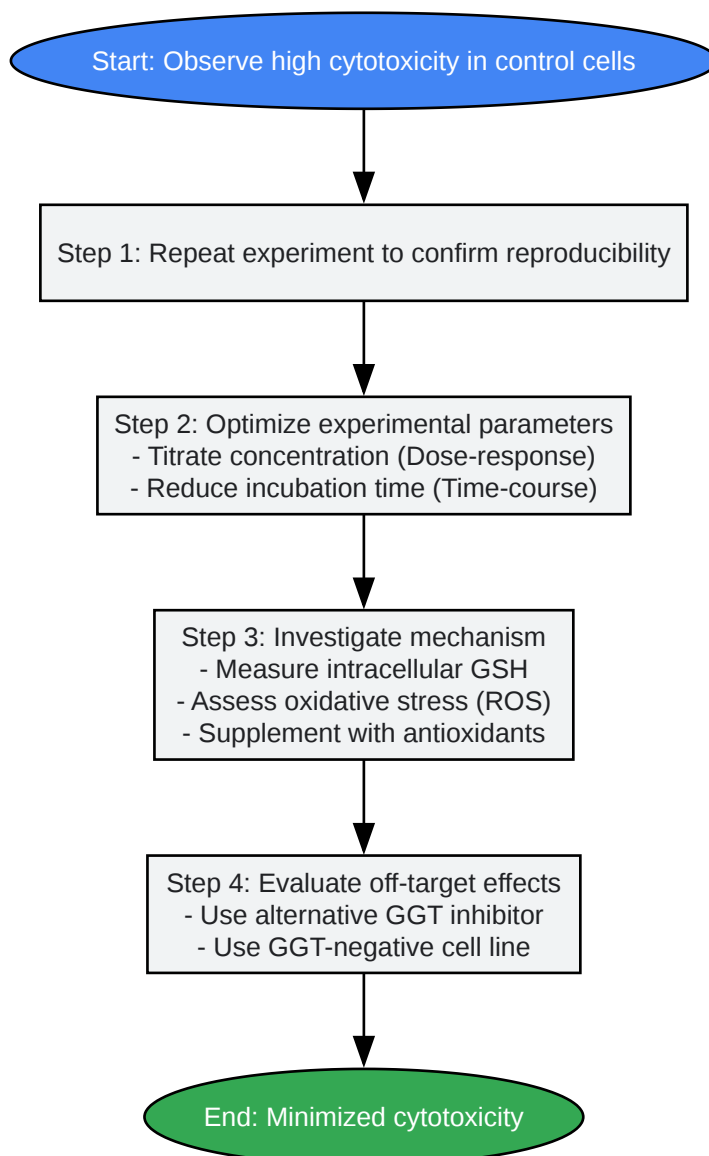 Start: Observe high cytotoxicity in control cells
Step 1: Repeat experiment to confirm reproducibility
Step 2: Optimize experimental parameters
- Titrate concentration (Dose-response)
- Reduce incubation time (Time-course)
Step 3: Investigate mechanism
- Measure intracellular GSH
- Assess oxidative stress (ROS)
- Supplement with antioxidants
Step 4: Evaluate off-target effects
- Use alternative GGT inhibitor
- Use GGT-negative cell line
End: Minimized cytotoxicity